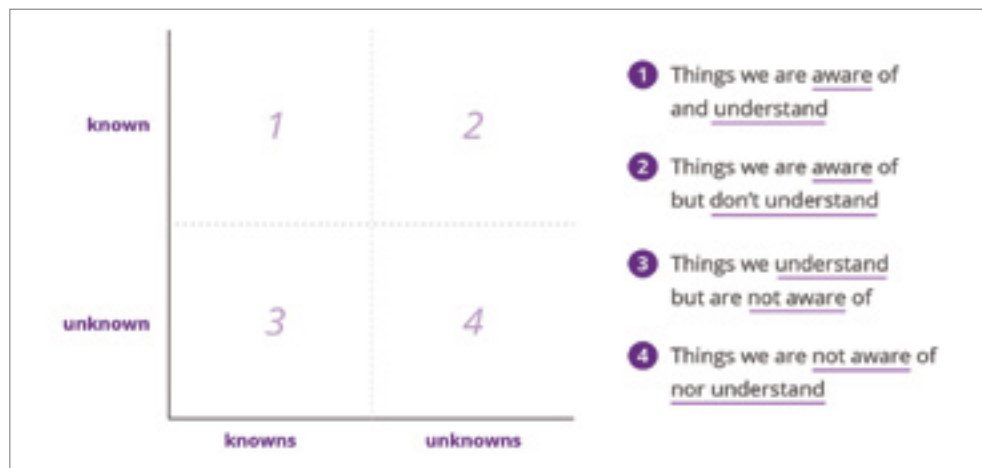 known
1
2
unknown
3
4
knowns
unknowns
1 Things we are aware of
and understand
2 Things we are aware of
but don't understand
3 Things we understand
but are not aware of
4 Things we are not aware of
nor understand